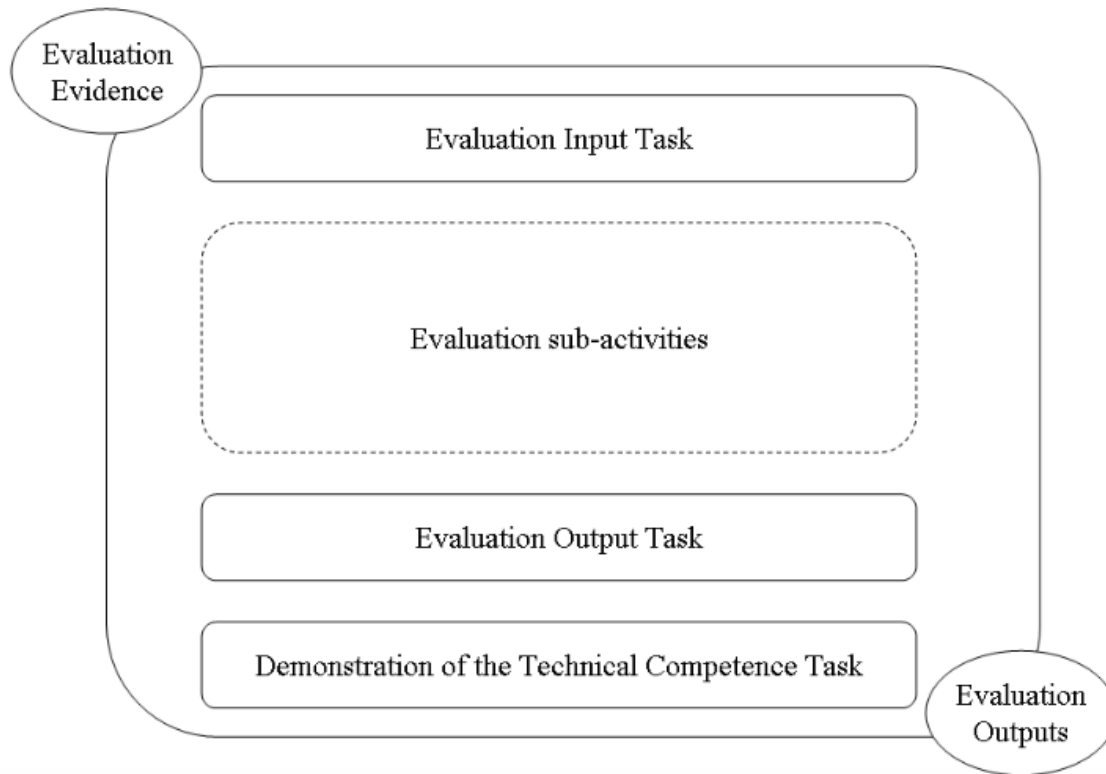 Evaluation
Evidence
Evaluation Input Task
Evaluation sub-activities
Evaluation Output Task
Demonstration of the Technical Competence Task
Evaluation
Outputs